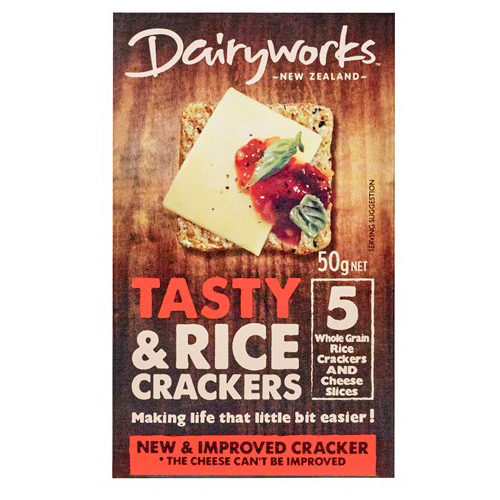 Dairyworks™
~NEW ZEALAND~
SERVING SUGGESTION
50g NET
TASTY
& RICE
CRACKERS
5
Whole Grain
Rice
Crackers
AND
Cheese
Slices
Making life that little bit easier!
NEW & IMPROVED CRACKER
* THE CHEESE CAN'T BE IMPROVED